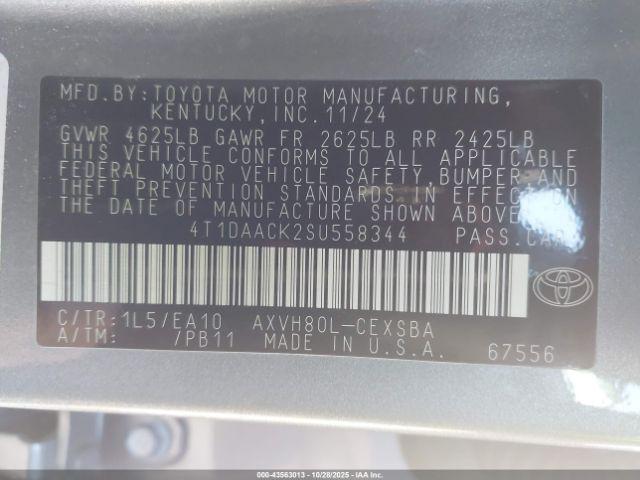 MFD.BY:TOYOTA MOTOR MANUFACTURING,
KENTUCKY,INC.11/24
GVWR 4625LB GAWR FR 2625LB RR 2425LB
THIS VEHICLE CONFORMS TO ALL APPLICABLE
FEDERAL MOTOR VEHICLE SAFETY, BUMPER, AND
THEFT PREVENTION STANDARDS IN EFFECT ON
THE DATE OF MANUFACTURE SHOWN ABOVE.
4T1DAACK2SU558344 PASS.CAR
C/TR:1L5/EA10 AXVH80L-CEXSBA
A/TM: /PB11 MADE IN U.S.A. 67556
000-43563013 - 10/28/2025 - IAAI.CA